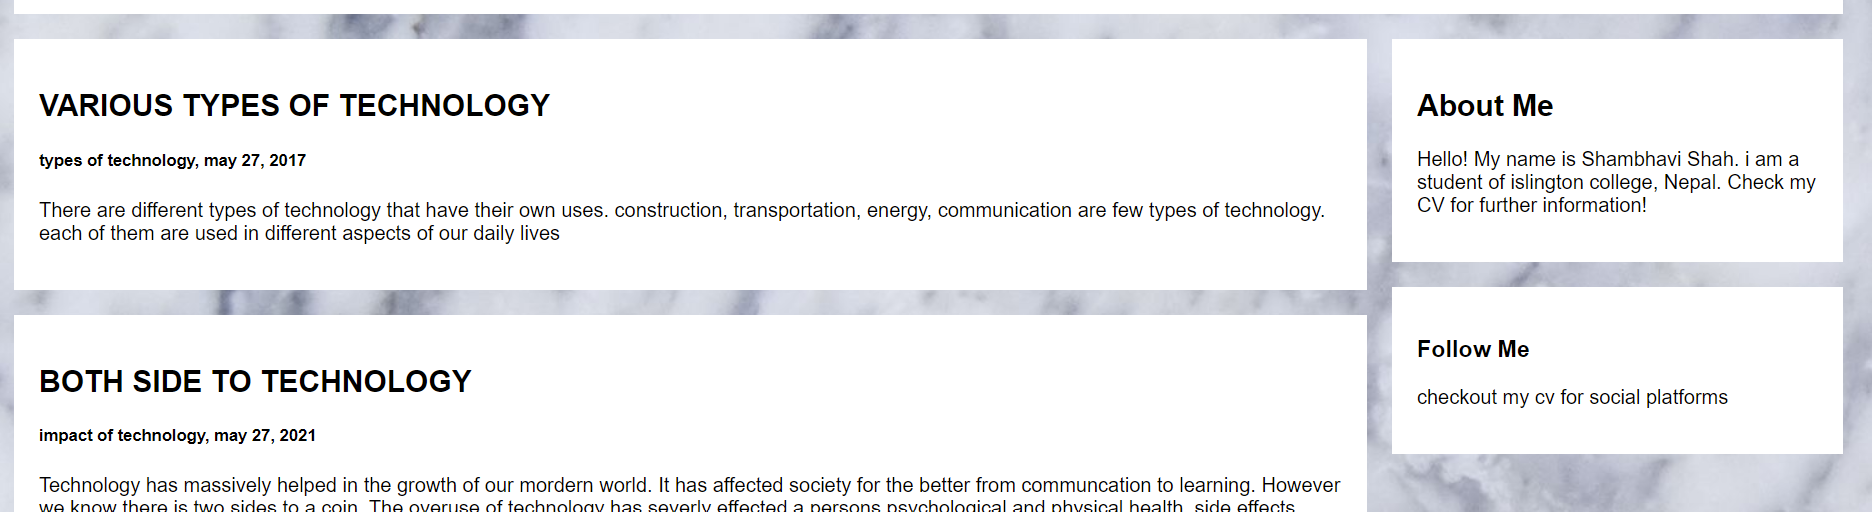 VARIOUS TYPES OF TECHNOLOGY
types of technology, may 27, 2017
There are different types of technology that have their own uses. construction, transportation, energy, communication are few types of technology.
each of them are used in different aspects of our daily lives
BOTH SIDE TO TECHNOLOGY
impact of technology, may 27, 2021
Technology has massively helped in the growth of our mordern world. It has affected society for the better from communcation to learning. However
we know there is two sides to a coin. The overuse of technology has severly effected a persons psychological and physical health. side effects
About Me
Hello! My name is Shambhavi Shah. i am a
student of islington college, Nepal. Check my
CV for further information!
Follow Me
checkout my cv for social platforms